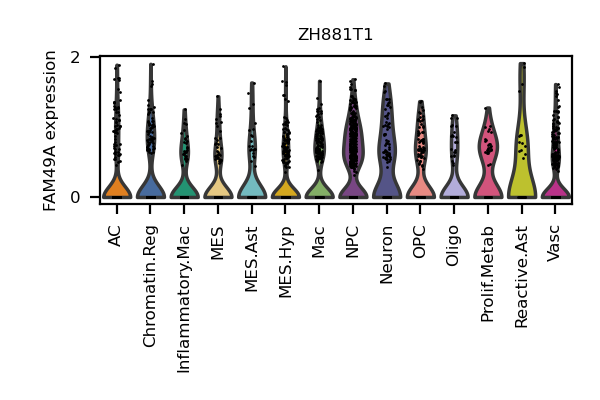 ZH881T1
FAM49A expression
2
0
AC
Chromatin.Reg
Inflammatory.Mac
MES
MES.Ast
MES.Hyp
Mac
NPC
Neuron
OPC
Oligo
Prolif.Metab
Reactive.Ast
Vasc